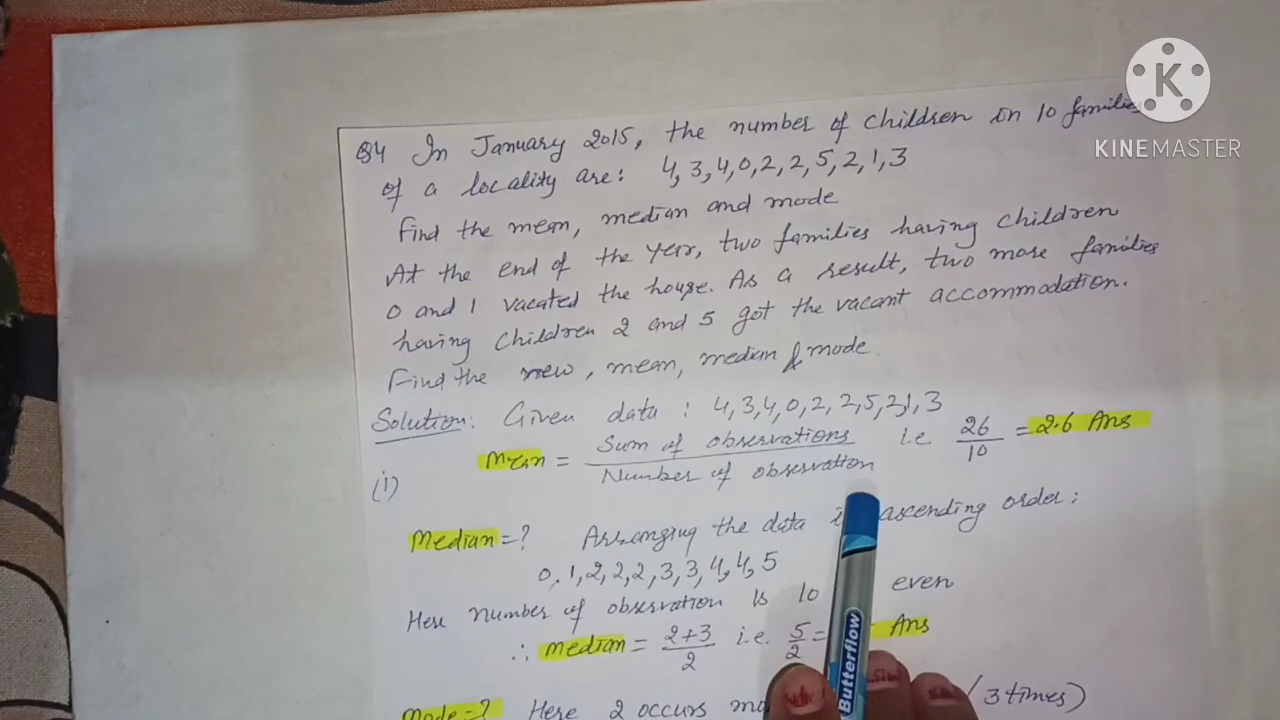 K
KINEMASTER
Q4 In January 2015, the number of children in 10 families
of a locality are: 4, 3, 4, 0, 2, 2, 5, 2, 1, 3
Find the mean, median and mode
At the end of the year, two families having children
0 and 1 vacated the house. As a result, two more families
having children 2 and 5 got the vacant accommodation.
Find the new, mean, median & mode.
Solution: Given data: 4, 3, 4, 0, 2, 2, 5, 2, 1, 3
(i) Mean = Sum of observations / Number of observation i.e 26/10 = 2.6 Ans
Median = ? Arranging the data ascending order:
0, 1, 2, 2, 2, 3, 3, 4, 4, 5
Here number of observation is 10 even
∴ median = 2+3/2 i.e. 5/2 = Ans
Mode = ? Here 2 occurs (3 times)
Butterflow